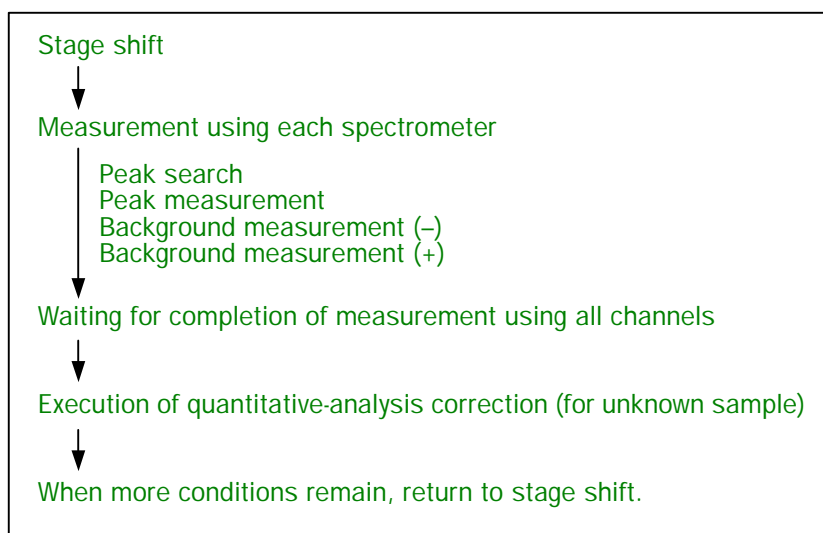 Stage shift
Measurement using each spectrometer
Peak search
Peak measurement
Background measurement (–)
Background measurement (+)
Waiting for completion of measurement using all channels
Execution of quantitative-analysis correction (for unknown sample)
When more conditions remain, return to stage shift.